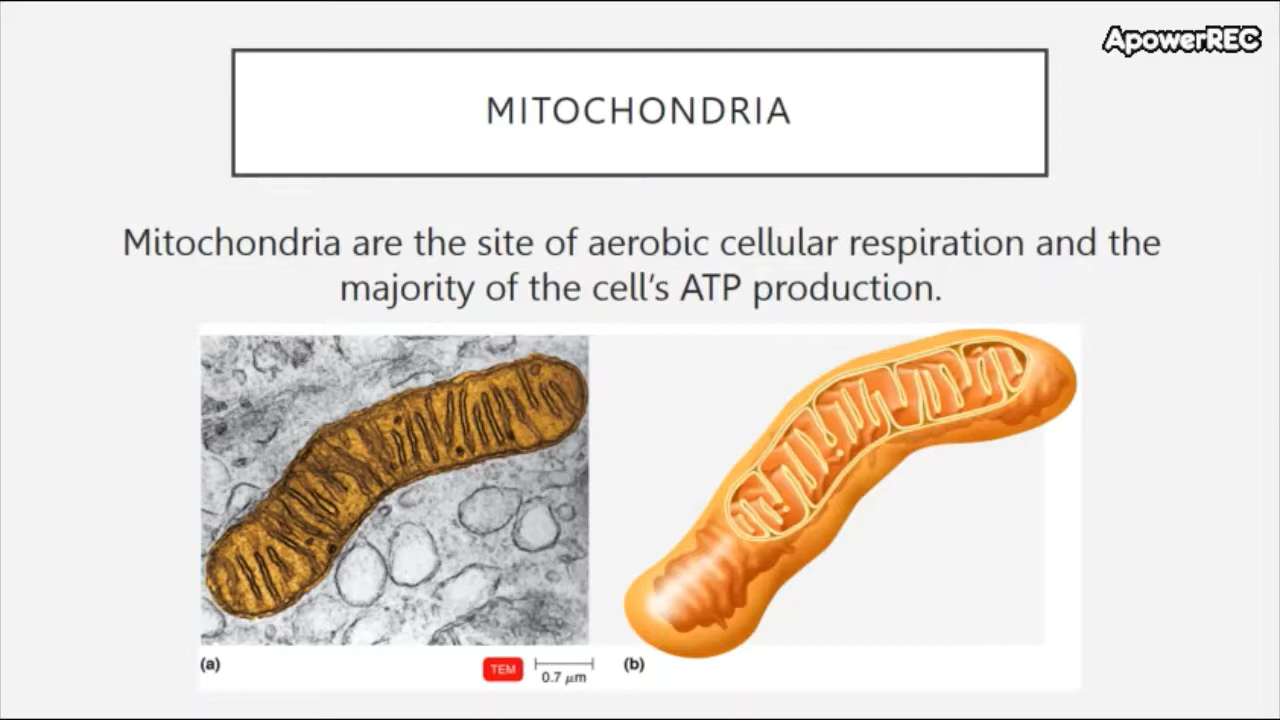 ApowerREC
MITOCHONDRIA
Mitochondria are the site of aerobic cellular respiration and the
majority of the cell's ATP production.
(a)
TEM
0.7 μm
(b)